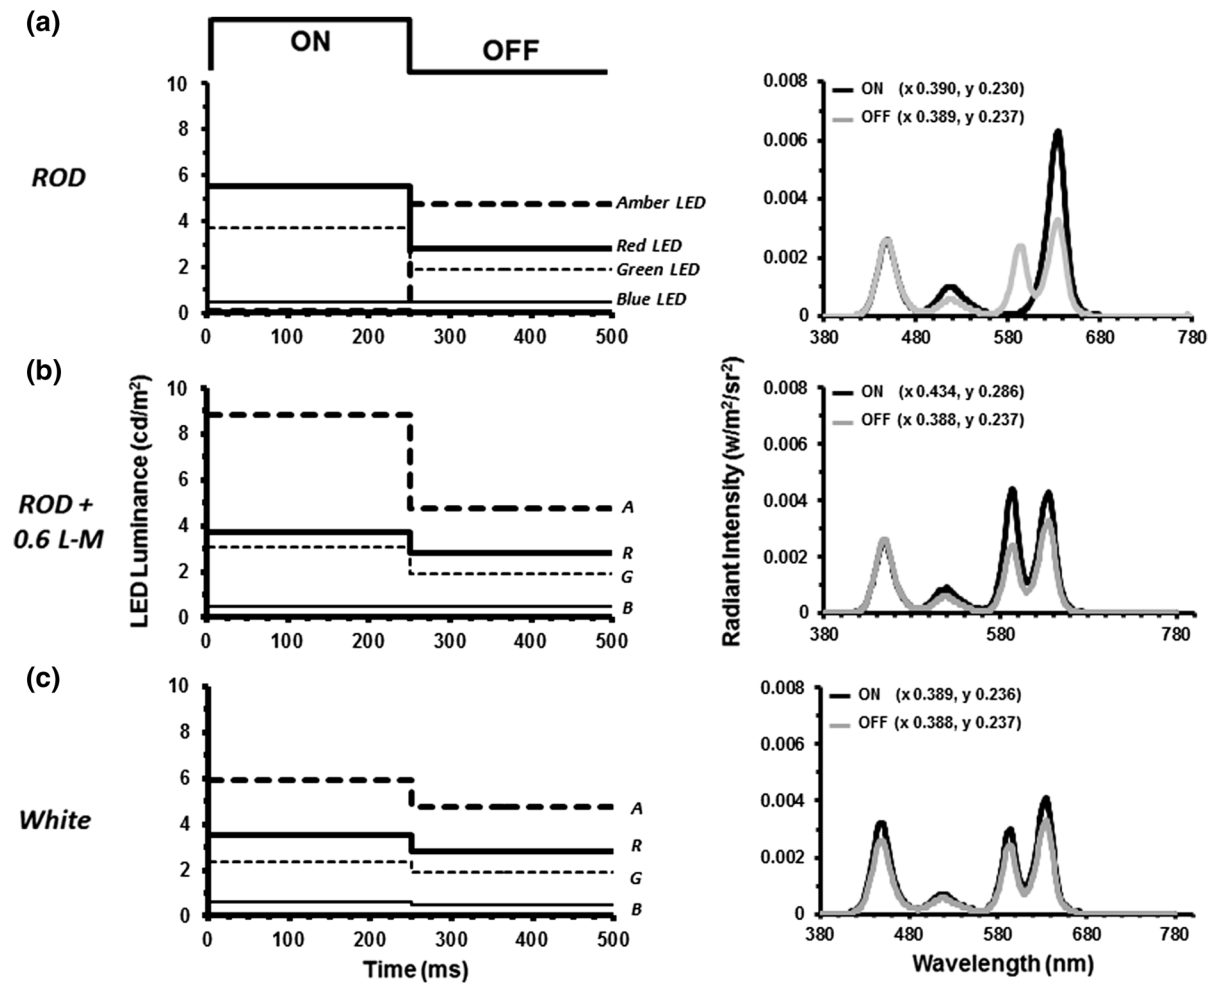 (a)
ON
OFF
ROD
10
8
6
4
2
0
0 100 200 300 400 500
Amber LED
Red LED
Green LED
Blue LED
0.008
0.006
0.004
0.002
0
380 480 580 680 780
ON (x 0.390, y 0.230)
OFF (x 0.389, y 0.237)
(b)
ROD +
0.6 L-M
LED Luminance (cd/m²)
10
8
6
4
2
0
0 100 200 300 400 500
A
R
G
B
Radiant Intensity (w/m²/sr²)
0.008
0.006
0.004
0.002
0
380 580 780
ON (x 0.434, y 0.286)
OFF (x 0.388, y 0.237)
(c)
White
10
8
6
4
2
0
0 100 200 300 400 500
Time (ms)
A
R
G
B
0.008
0.006
0.004
0.002
0
380 480 580 680 780
Wavelength (nm)
ON (x 0.389, y 0.236)
OFF (x 0.388, y 0.237)